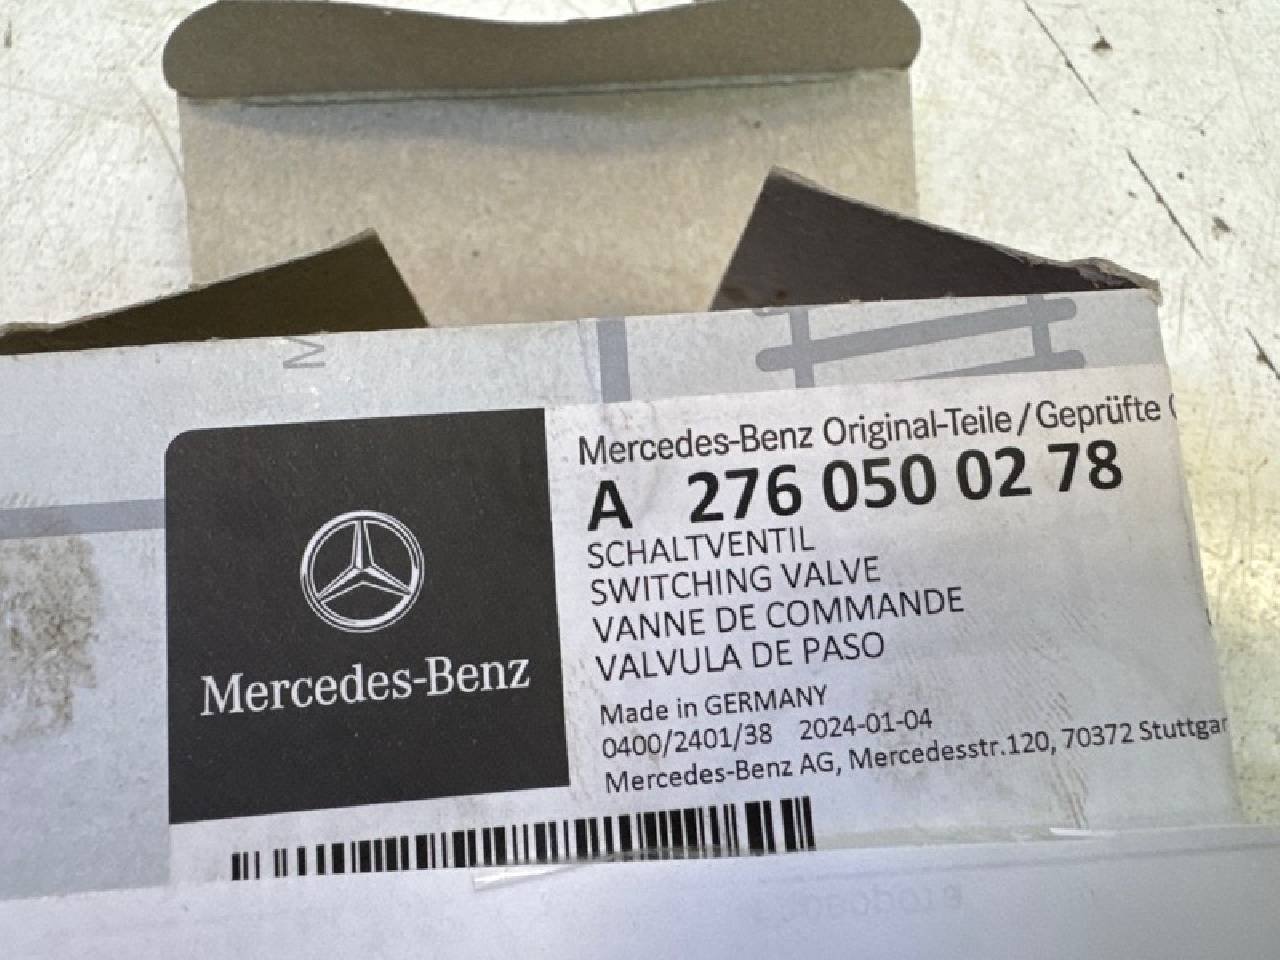 Mercedes-Benz Original-Teile/Geprüfte
A 276 050 02 78
SCHALTVENTIL
SWITCHING VALVE
VANNE DE COMMANDE
VALVULA DE PASO
Made in GERMANY
0400/2401/38 2024-01-04
Mercedes-Benz AG, Mercedesstr.120, 70372 Stuttgar
Mercedes-Benz
M